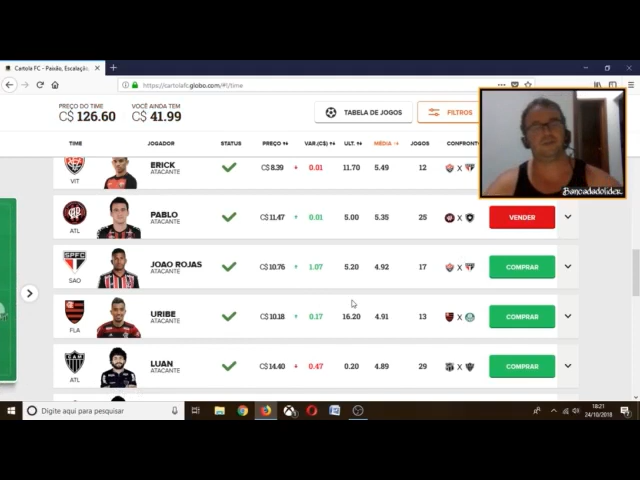 Cartola FC - Paixão, Escalação,
https://cartolafc.globo.com/#!/time
PREÇO DO TIME
C$ 126.60
VOCÊ AINDA TEM
C$ 41.99
TABELA DE JOGOS
FILTROS
TIME JOGADOR STATUS PREÇO VAR.(C$) ULT. MÉDIA JOGOS CONFRONTO
VIT ERICK ATACANTE C$ 8.39 0.01 11.70 5.49 12 X
ATL PABLO ATACANTE C$ 11.47 0.01 5.00 5.35 25 X VENDER
SAO JOAO ROJAS ATACANTE C$ 10.76 1.07 5.20 4.92 17 X COMPRAR
FLA URIBE ATACANTE C$ 10.18 0.17 16.20 4.91 13 X COMPRAR
ATL LUAN ATACANTE C$ 14.40 0.47 0.20 4.89 29 X COMPRAR
Bancadadolider
Digite aqui para pesquisar
18:21
24/10/2018